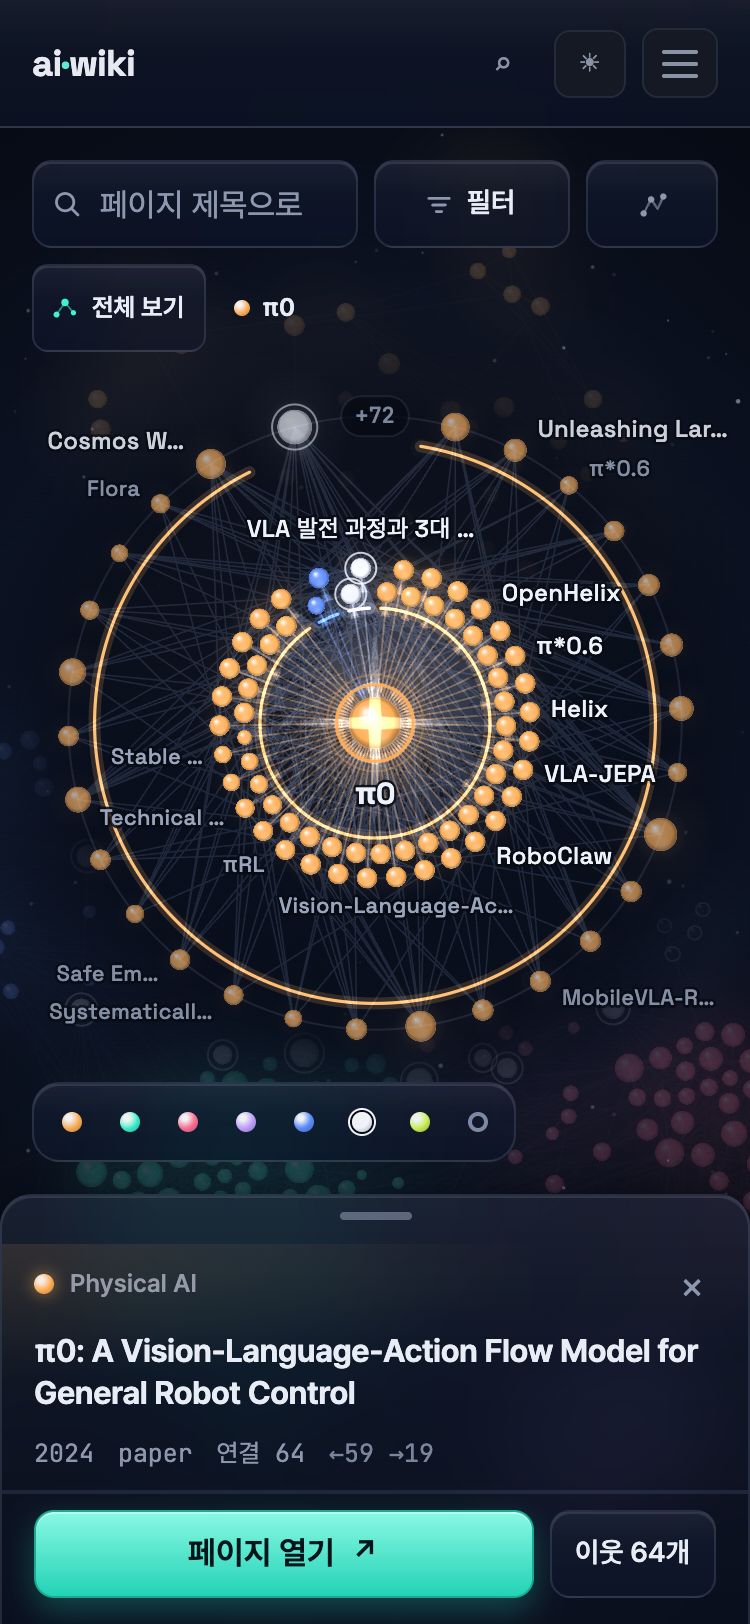 ai·wiki
페이지 제목으로
필터
전체 보기
π0
+72
Cosmos W...
Unleashing Lar...
Flora
π*0.6
VLA 발전 과정과 3대 ...
OpenHelix
π*0.6
Helix
Stable ...
VLA-JEPA
π0
Technical ...
πRL
RoboClaw
Vision-Language-Ac...
Safe Em...
Systematicall...
MobileVLA-R...
Physical AI
×
π0: A Vision-Language-Action Flow Model for
General Robot Control
2024 paper 연결 64 ←59 →19
페이지 열기 ↗
이웃 64개